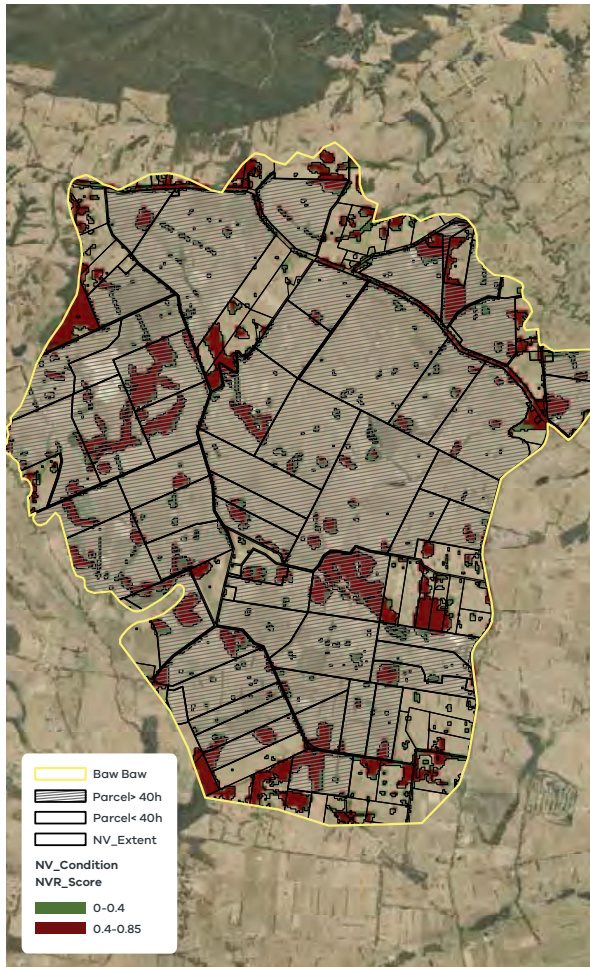 Baw Baw
Parcel> 40h
Parcel< 40h
NV_Extent
NV_Condition
NVR_Score
0-0.4
0.4-0.85